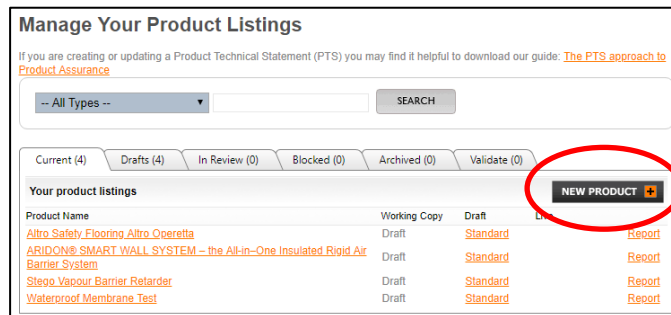 Manage Your Product Listings
If you are creating or updating a Product Technical Statement (PTS) you may find it helpful to download our guide: The PTS approach to
Product Assurance
-- All Types -- SEARCH
Current (4) Drafts (4) In Review (0) Blocked (0) Archived (0) Validate (0)
Your product listings NEW PRODUCT +
Product Name Working Copy Draft
Altro Safety Flooring Altro Operetta Draft Standard Report
ARIDON® SMART WALL SYSTEM – the All-in–One Insulated Rigid Air
Barrier System Draft Standard Report
Stego Vapour Barrier Retarder Draft Standard Report
Waterproof Membrane Test Draft Standard Report